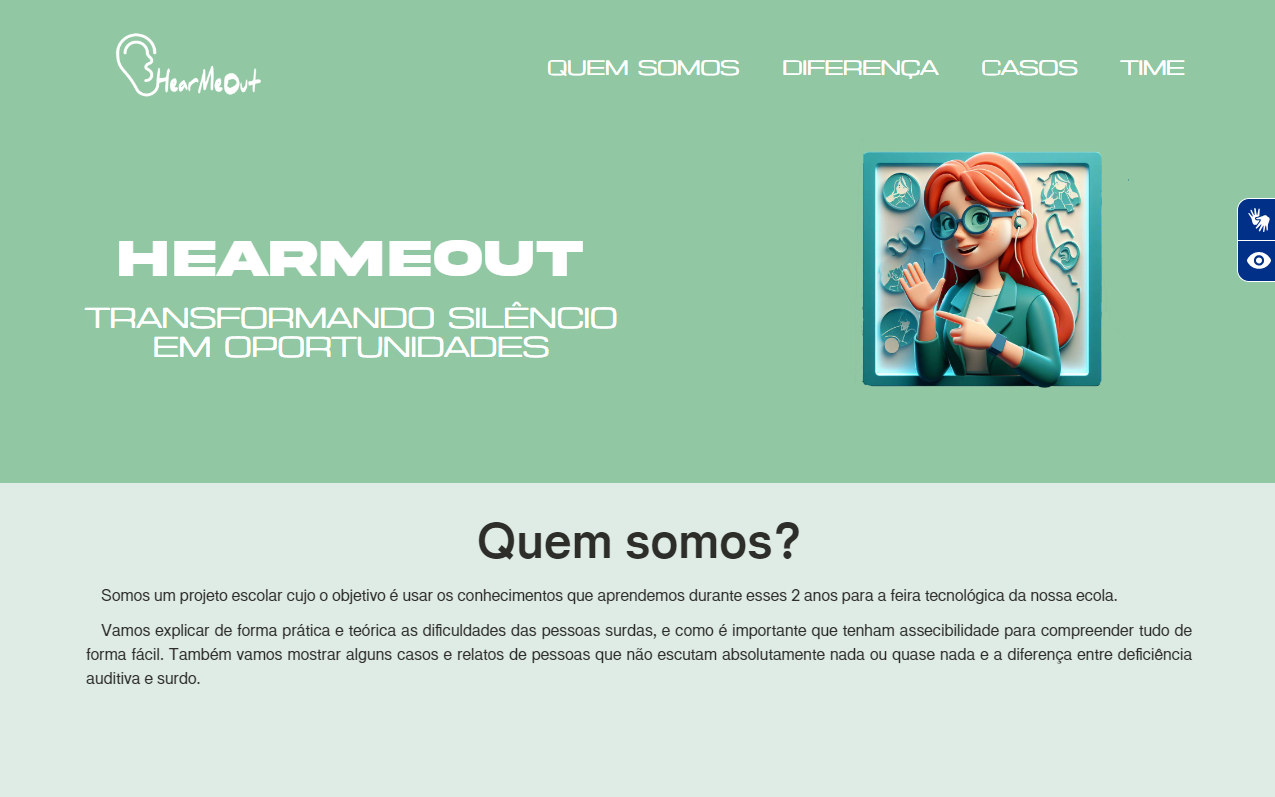 HearMeOut
QUEM SOMOS DIFERENÇA CASOS TIME
HEARMEOUT
TRANSFORMANDO SILÊNCIO
EM OPORTUNIDADES
Quem somos?
Somos um projeto escolar cujo o objetivo é usar os conhecimentos que aprendemos durante esses 2 anos para a feira tecnológica da nossa ecola.
Vamos explicar de forma prática e teórica as dificuldades das pessoas surdas, e como é importante que tenham assecibilidade para compreender tudo de
forma fácil. Também vamos mostrar alguns casos e relatos de pessoas que não escutam absolutamente nada ou quase nada e a diferença entre deficiência
auditiva e surdo.